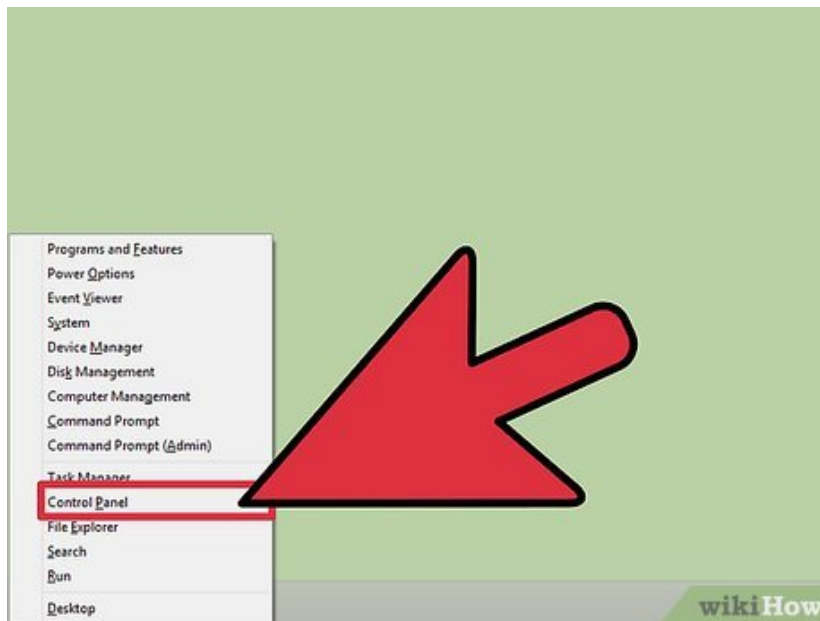 Programs and Features
Power Options
Event Viewer
System
Device Manager
Disk Management
Computer Management
Command Prompt
Command Prompt (Admin)
Task Manager
Control Panel
File Explorer
Search
Run
Desktop
wikiHow